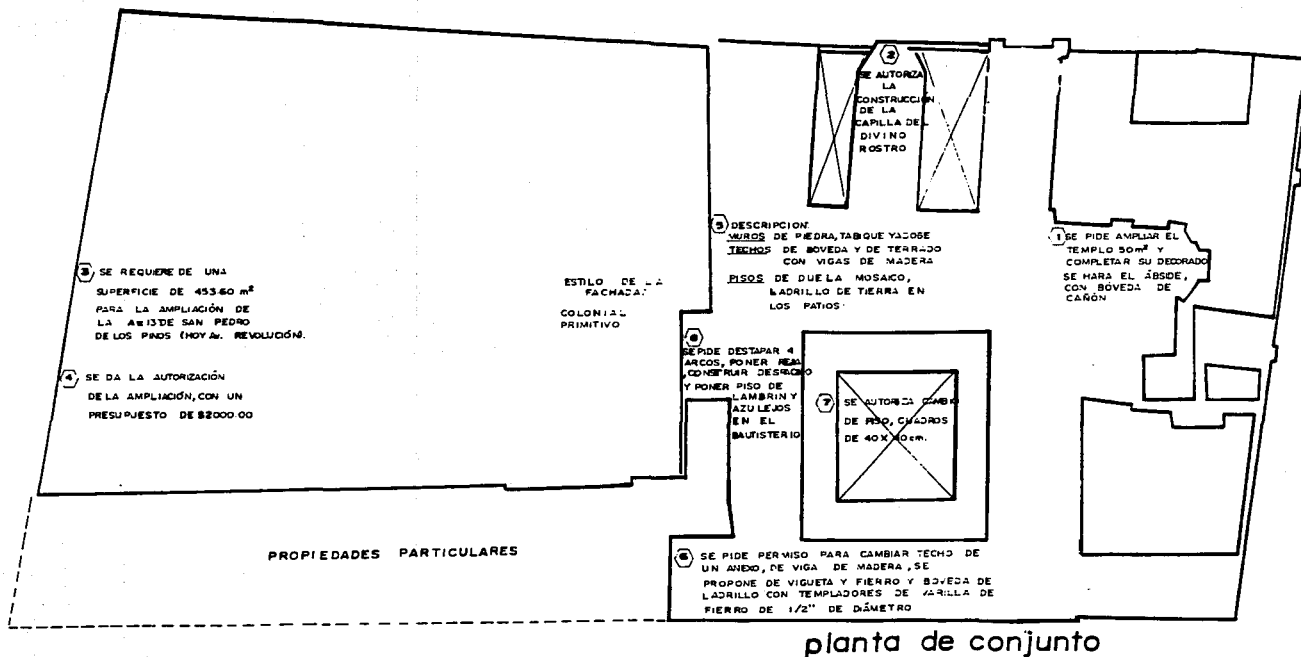 2
SE AUTORIZA
LA
CONSTRUCCION
DE LA
CAPILLA DEL
DIVINO
ROSTRO
5 DESCRIPCION:
MUROS DE PIEDRA, TABIQUE Y ADOBE
TECHOS DE BOVEDA Y DE TERRADO
CON VIGAS DE MADERA
PISOS DE DUELA MOSAICO,
LADRILLO DE TIERRA EN
LOS PATIOS.
1 SE PIDE AMPLIAR EL
TEMPLO 50m² Y
COMPLETAR SU DECORADO
SE HARA EL ÁBSIDE,
CON BÓVEDA DE
CAÑÓN
3 SE REQUIERE DE UNA
SUPERFICIE DE 453.60 m²
PARA LA AMPLIACIÓN DE
LA DE SAN PEDRO
DE LOS PINOS (HOY Av. REVOLUCIÓN).
ESTILO DE LA
FACHADA:
COLONIAL
PRIMITIVO
4 SE DA LA AUTORIZACIÓN
DE LA AMPLIACIÓN, CON UN
PRESUPUESTO DE $2000.00
SE PIDE DESTAPAR 4
ARCOS, PONER REJA
, CONSTRUIR DESPACHO
Y PONER PISO DE
LAMBRIN Y
AZULEJOS
EN EL
BAUTISTERIO
7 SE AUTORIZA CAMBIO
DE PISO, CUADROS
DE 40 X 40 cm.
PROPIEDADES PARTICULARES
6 SE PIDE PERMISO PARA CAMBIAR TECHO DE
UN ANEXO, DE VIGA DE MADERA, SE
PROPONE DE VIGUETA Y FIERRO Y BOVEDA DE
LADRILLO CON TEMPLADORES DE VARILLA DE
FIERRO DE 1/2" DE DIÁMETRO
planta de conjunto